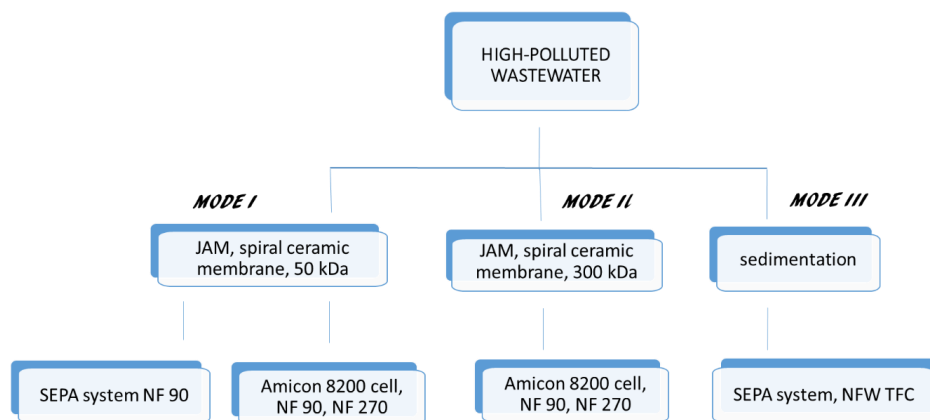 HIGH-POLLUTED
WASTEWATER
MODE I
MODE II
MODE III
JAM, spiral ceramic
membrane, 50 kDa
JAM, spiral ceramic
membrane, 300 kDa
sedimentation
SEPA system NF 90
Amicon 8200 cell,
NF 90, NF 270
Amicon 8200 cell,
NF 90, NF 270
SEPA system, NFW TFC